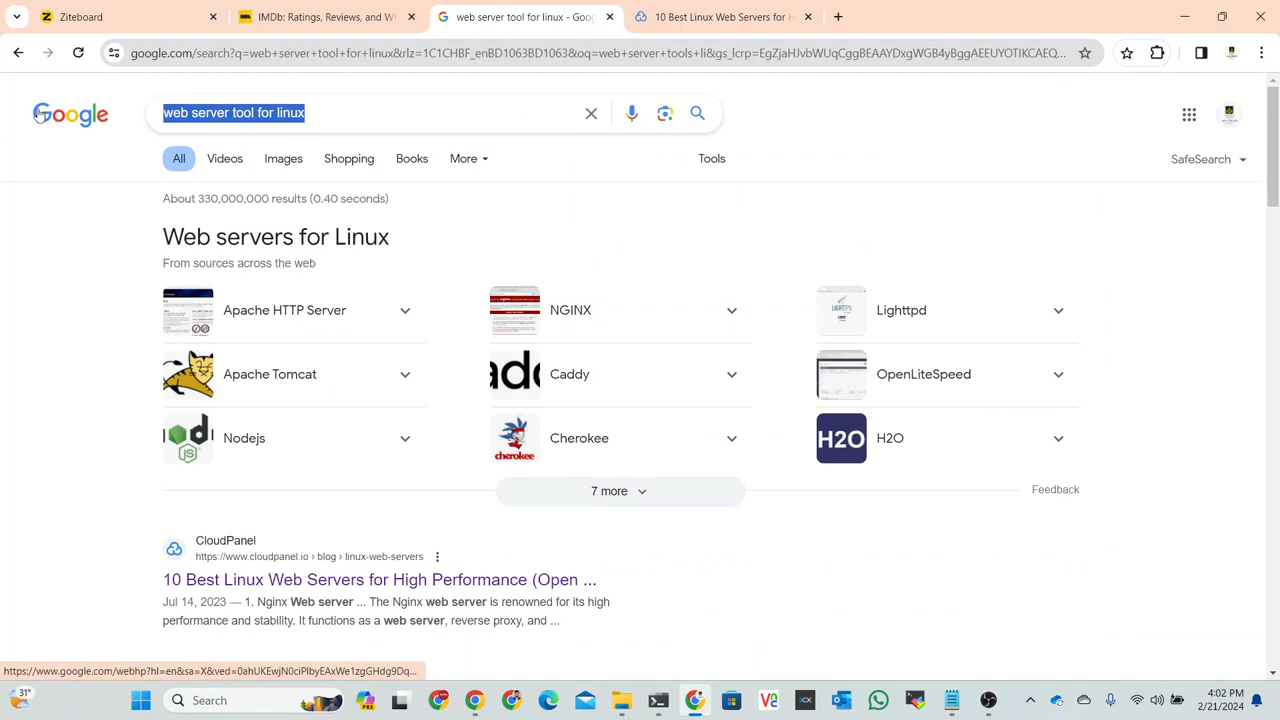 Ziteboard
IMDb: Ratings, Reviews, and W
web server tool for linux - Goo
10 Best Linux Web Servers for H
google.com/search?q=web+server+tool+for+linux&rlz=1C1CHBF_enBD1063BD1063&oq=web+server+tools+li&gs_lcrp=EgZjaHJvbWUqCggBEAAYDxgWGB4yBggAEEUYOTIKCAEQ...
Google
web server tool for linux
All Videos Images Shopping Books More Tools
SafeSearch
About 330,000,000 results (0.40 seconds)
Web servers for Linux
From sources across the web
Apache HTTP Server
NGINX
LIGHTTPD
Lighttpd
Apache Tomcat
Caddy
OpenLiteSpeed
Nodejs
cherokee
Cherokee
H2O
H2O
7 more
Feedback
CloudPanel
https://www.cloudpanel.io › blog › linux-web-servers
10 Best Linux Web Servers for High Performance (Open ...
Jul 14, 2023 — 1. Nginx Web server ... The Nginx web server is renowned for its high
performance and stability. It functions as a web server, reverse proxy, and ...
https://www.google.com/webhp?hl=en&sa=X&ved=0ahUKEwjN0ciPlbyEAxWe1zgGHdg9Dq...
31°
Search
4:02 PM
2/21/2024